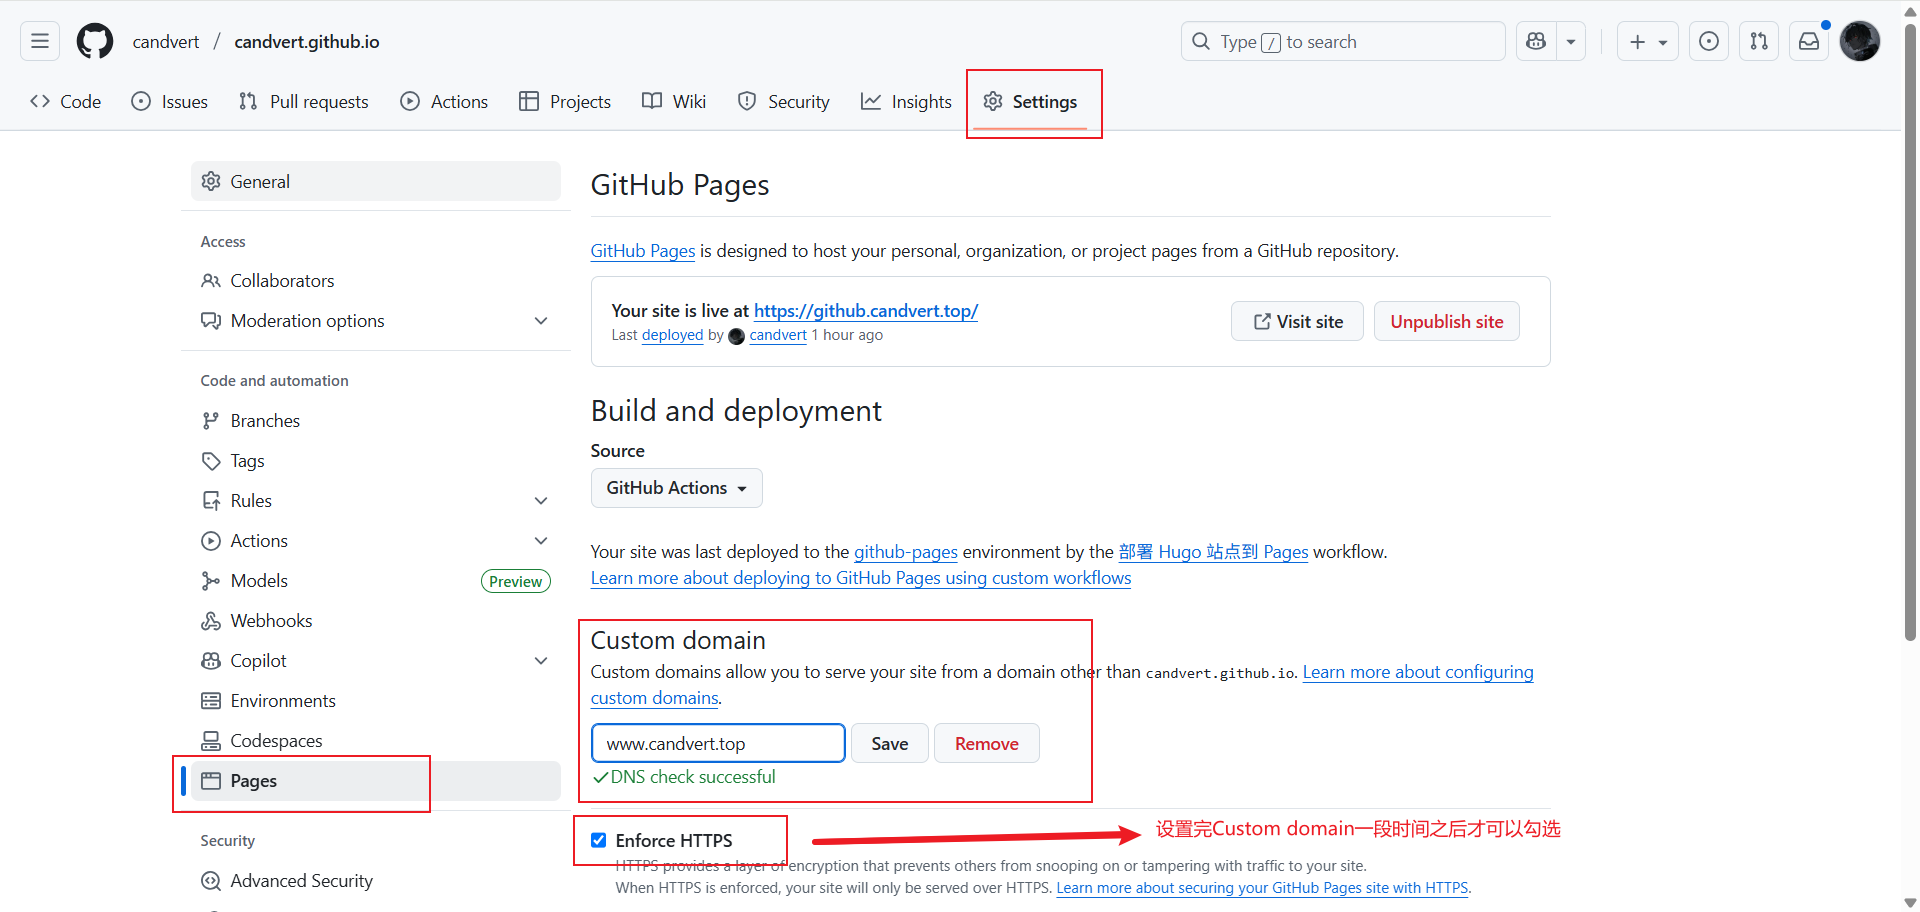 candvert / candvert.github.io
Type / to search
Code Issues Pull requests Actions Projects Wiki Security Insights Settings
General
Access
Collaborators
Moderation options
Code and automation
Branches
Tags
Rules
Actions
Models Preview
Webhooks
Copilot
Environments
Codespaces
Pages
Security
Advanced Security
GitHub Pages
GitHub Pages is designed to host your personal, organization, or project pages from a GitHub repository.
Your site is live at https://github.candvert.top/
Last deployed by candvert 1 hour ago
Visit site Unpublish site
Build and deployment
Source
GitHub Actions
Your site was last deployed to the github-pages environment by the 部署 Hugo 站点到 Pages workflow.
Learn more about deploying to GitHub Pages using custom workflows
Custom domain
Custom domains allow you to serve your site from a domain other than candvert.github.io. Learn more about configuring
custom domains.
www.candvert.top Save Remove
DNS check successful
Enforce HTTPS
设置完Custom domain一段时间之后才可以勾选
HTTPS provides a layer of encryption that prevents others from snooping on or tampering with traffic to your site.
When HTTPS is enforced, your site will only be served over HTTPS. Learn more about securing your GitHub Pages site with HTTPS.